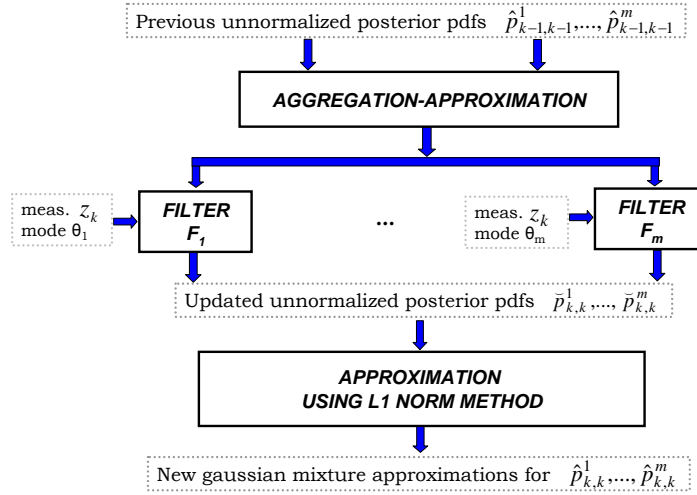 Previous unnormalized posterior pdfs p̂¹ₖ₋₁,ₖ₋₁,..., p̂ᵐₖ₋₁,ₖ₋₁
AGGREGATION-APPROXIMATION
meas. zₖ
mode θ₁
FILTER
F₁
...
meas. zₖ
mode θₘ
FILTER
Fₘ
Updated unnormalized posterior pdfs p̆¹ₖ,ₖ,..., p̆ᵐₖ,ₖ
APPROXIMATION
USING L1 NORM METHOD
New gaussian mixture approximations for p̂¹ₖ,ₖ,..., p̂ᵐₖ,ₖ